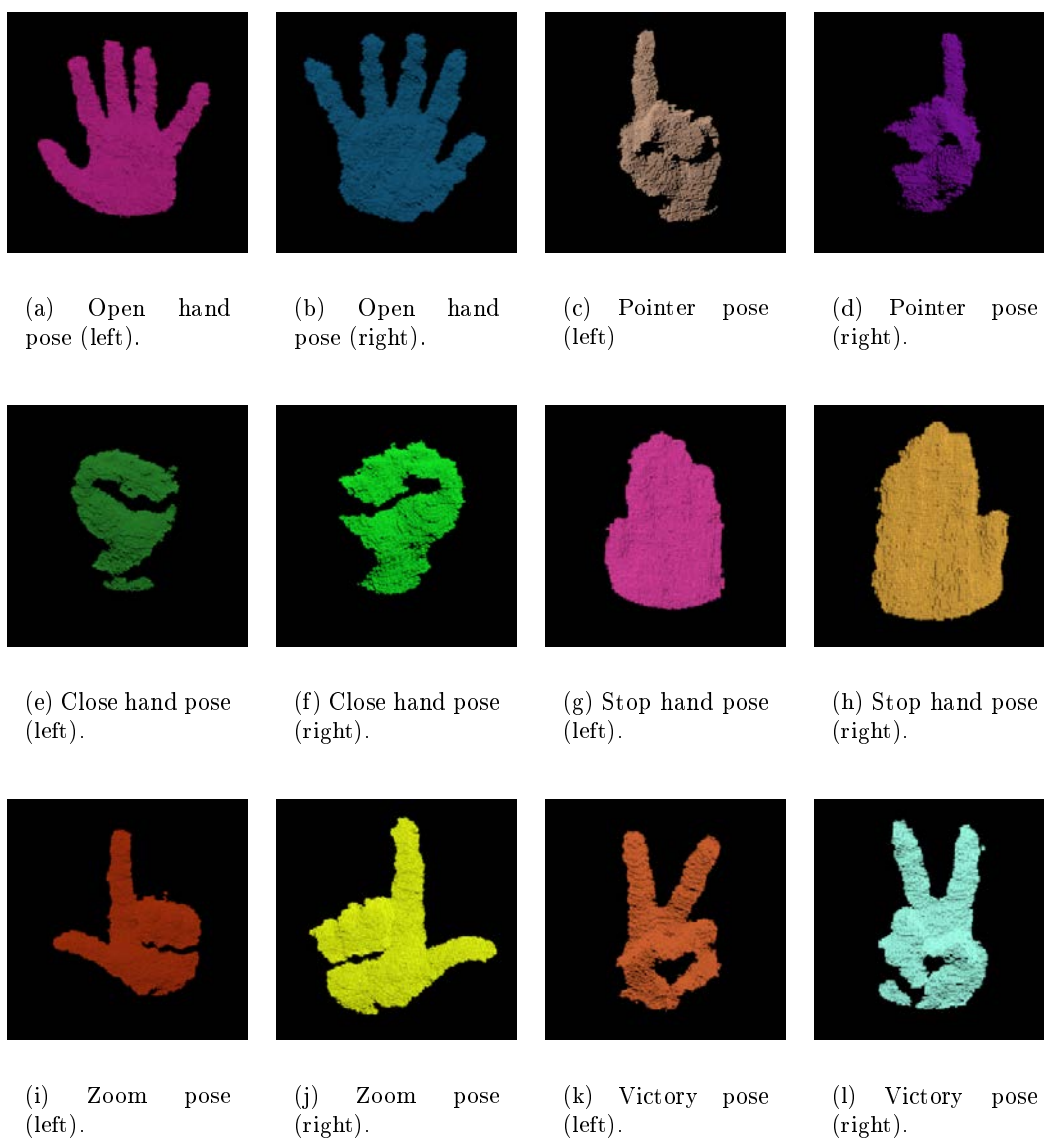 (a) Open hand
pose (left).
(b) Open hand
pose (right).
(c) Pointer pose
(left)
(d) Pointer pose
(right).
(e) Close hand pose
(left).
(f) Close hand pose
(right).
(g) Stop hand pose
(left).
(h) Stop hand pose
(right).
(i) Zoom pose
(left).
(j) Zoom pose
(right).
(k) Victory pose
(left).
(l) Victory pose
(right).